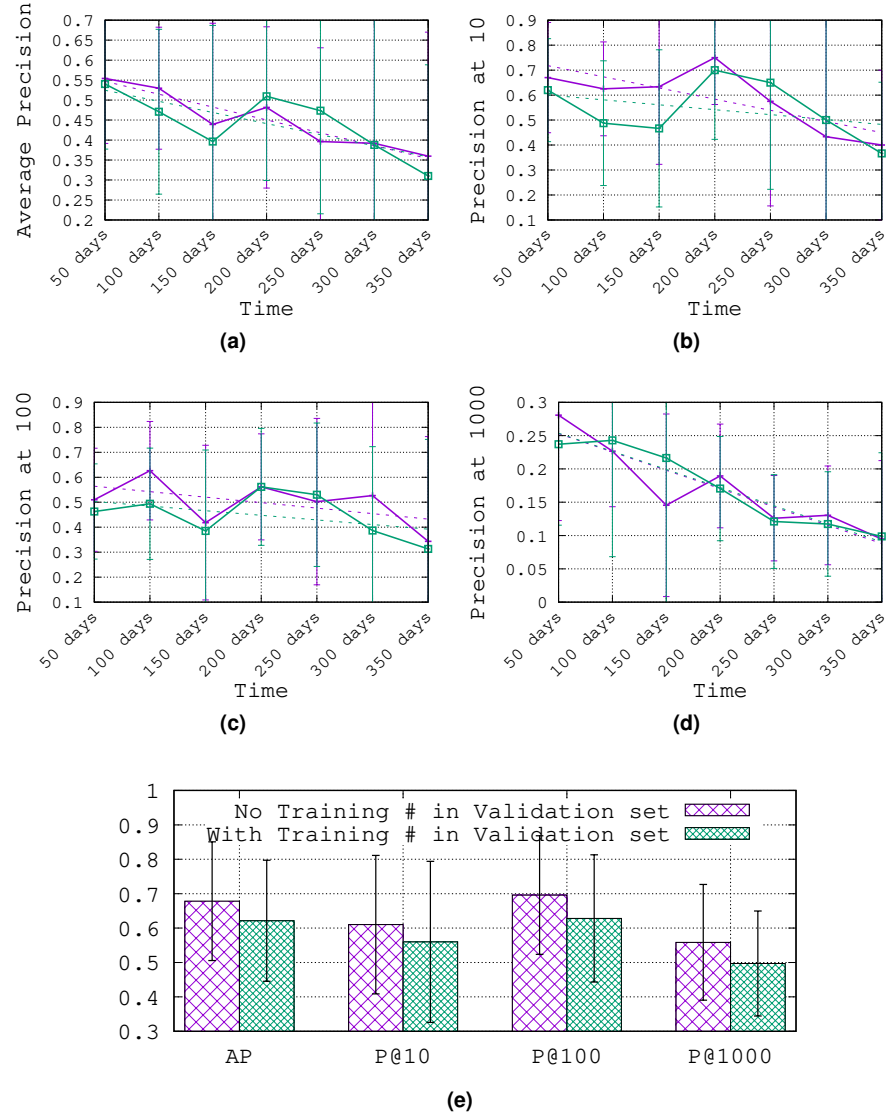 Average Precision
0.7
0.65
0.6
0.55
0.5
0.45
0.4
0.35
0.3
0.25
0.2
50 days
100 days
150 days
200 days
250 days
300 days
350 days
Time
(a)
Precision at 10
0.9
0.8
0.7
0.6
0.5
0.4
0.3
0.2
0.1
50 days
100 days
150 days
200 days
250 days
300 days
350 days
Time
(b)
Precision at 100
0.9
0.8
0.7
0.6
0.5
0.4
0.3
0.2
0.1
50 days
100 days
150 days
200 days
250 days
300 days
350 days
Time
(c)
Precision at 1000
0.3
0.25
0.2
0.15
0.1
0.05
0
50 days
100 days
150 days
200 days
250 days
300 days
350 days
Time
(d)
1
0.9
0.8
0.7
0.6
0.5
0.4
0.3
No Training # in Validation set
With Training # in Validation set
AP
P@10
P@100
P@1000
(e)